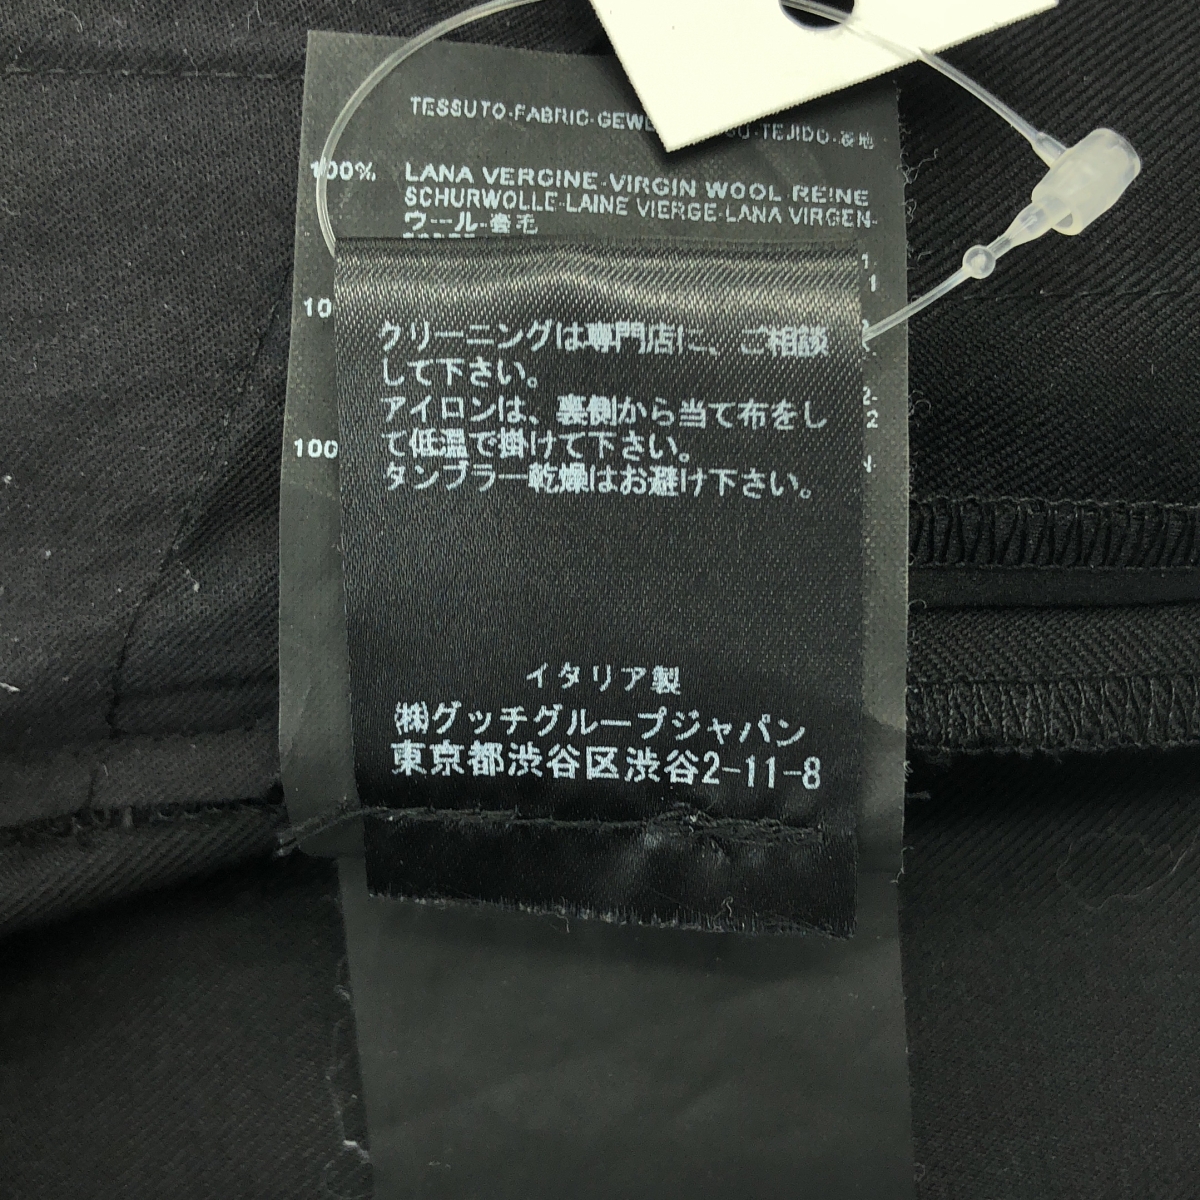 TESSUTO-FABRIC-GEWE TEJIDO-表地
100% LANA VERGINE-VIRGIN WOOL REINE
SCHURWOLLE-LAINE VIERGE-LANA VIRGEN-
ウール-羊毛
10
100
クリーニングは専門店に、ご相談
して下さい。
アイロンは、裏側から当て布をし
て低温で掛けて下さい。
タンブラー乾燥はお避け下さい。
イタリア製
㈱グッチグループジャパン
東京都渋谷区渋谷2-11-8